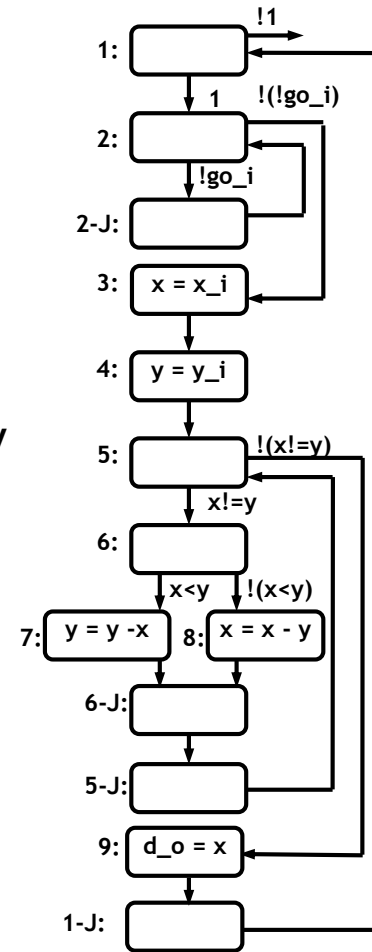 !1
1:
1
!(!go_i)
2:
!go_i
2-J:
3: x = x_i
4: y = y_i
5: !(x!=y)
x!=y
6:
x<y !(x<y)
7: y = y -x 8: x = x - y
6-J:
5-J:
9: d_o = x
1-J: